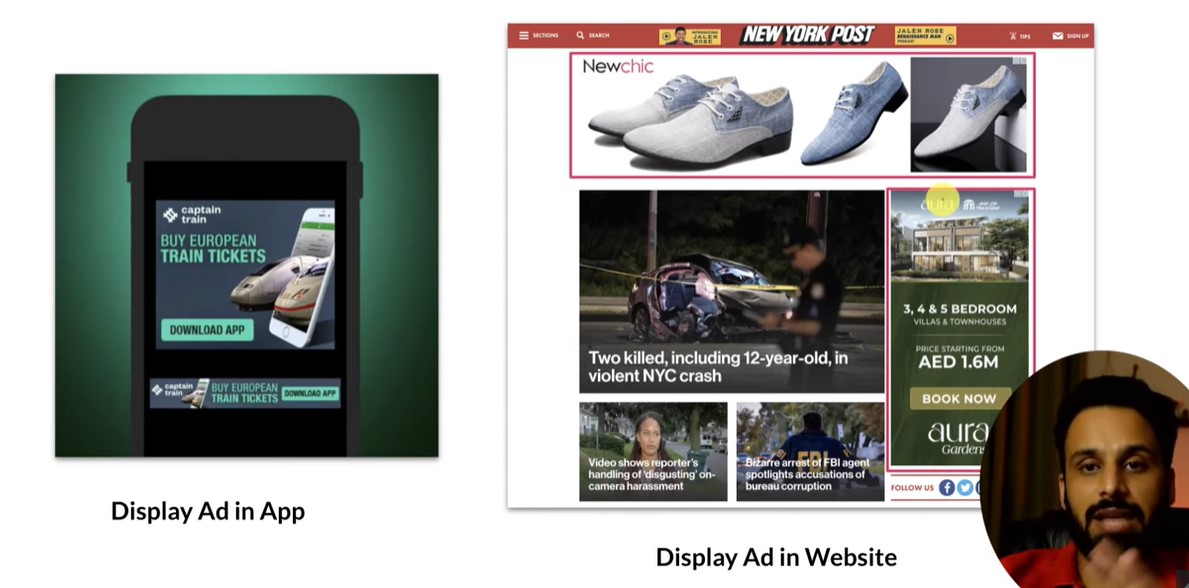 captain
train
BUY EUROPEAN
TRAIN TICKETS
DOWNLOAD APP
captain
train
BUY EUROPEAN
TRAIN TICKETS
DOWNLOAD APP
Display Ad in App
SECTIONS
SEARCH
INTRODUCING
JALEN
ROSE
NEW YORK POST
JALEN ROSE
RENAISSANCE MAN
PODCAST
TIPS
SIGN UP
Newchic
Two killed, including 12-year-old, in
violent NYC crash
Video shows reporter's
handling of 'disgusting' on-
camera harassment
Bizarre arrest of FBI agent
spotlights accusations of
bureau corruption
FBI
aura
3, 4 & 5 BEDROOM
VILLAS & TOWNHOUSES
PRICE STARTING FROM
AED 1.6M
BOOK NOW
aura
Gardens
FOLLOW US
Display Ad in Website